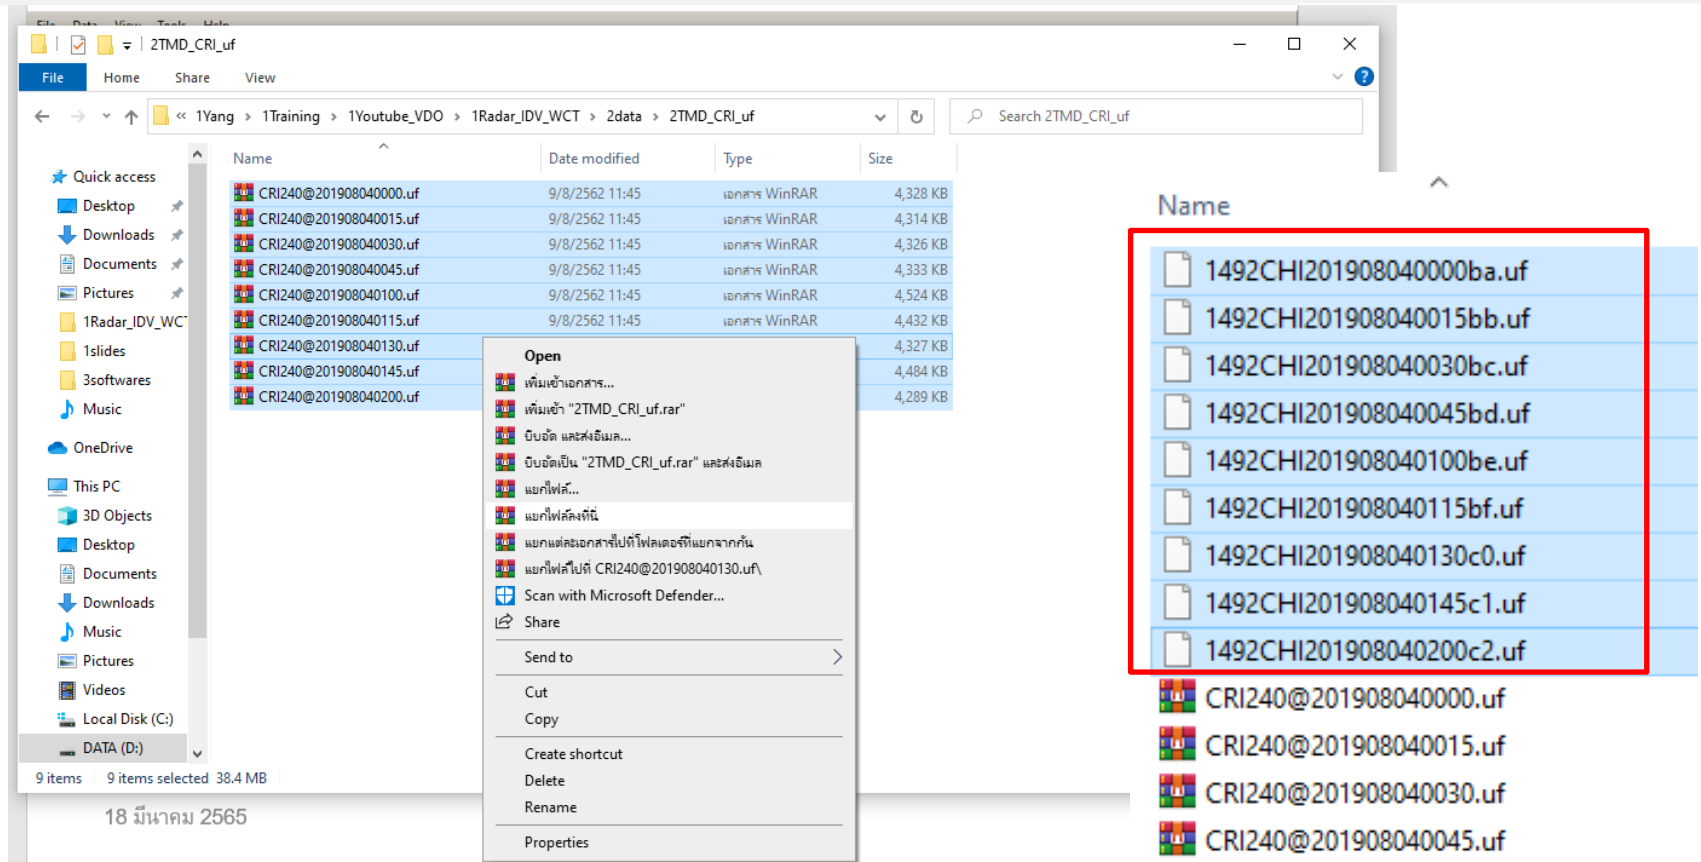 File Data View Tools Help
2TMD_CRI_uf
File Home Share View
« 1Yang > 1Training > 1Youtube_VDO > 1Radar_IDV_WCT > 2data > 2TMD_CRI_uf
Search 2TMD_CRI_uf
Quick access
Desktop
Downloads
Documents
Pictures
1Radar_IDV_WCT
1slides
3softwares
Music
OneDrive
This PC
3D Objects
Desktop
Documents
Downloads
Music
Pictures
Videos
Local Disk (C:)
DATA (D:)
Name Date modified Type Size
CRI240@201908040000.uf 9/8/2562 11:45 เอกสาร WinRAR 4,328 KB
CRI240@201908040015.uf 9/8/2562 11:45 เอกสาร WinRAR 4,314 KB
CRI240@201908040030.uf 9/8/2562 11:45 เอกสาร WinRAR 4,326 KB
CRI240@201908040045.uf 9/8/2562 11:45 เอกสาร WinRAR 4,333 KB
CRI240@201908040100.uf 9/8/2562 11:45 เอกสาร WinRAR 4,524 KB
CRI240@201908040115.uf 9/8/2562 11:45 เอกสาร WinRAR 4,432 KB
CRI240@201908040130.uf 4,327 KB
CRI240@201908040145.uf 4,484 KB
CRI240@201908040200.uf 4,289 KB
Open
เพิ่มเข้าเอกสาร...
เพิ่มเข้า "2TMD_CRI_uf.rar"
บีบอัด และส่งอีเมล...
บีบอัดเป็น "2TMD_CRI_uf.rar" และส่งอีเมล
แยกไฟล์...
แยกไฟล์ลงที่นี่
แยกแต่ละเอกสารไปที่โฟลเดอร์ที่แยกจากกัน
แยกไฟล์ไปที่ CRI240@201908040130.uf\
Scan with Microsoft Defender...
Share
Send to
Cut
Copy
Create shortcut
Delete
Rename
Properties
9 items 9 items selected 38.4 MB
18 มีนาคม 2565
Name
1492CHI201908040000ba.uf
1492CHI201908040015bb.uf
1492CHI201908040030bc.uf
1492CHI201908040045bd.uf
1492CHI201908040100be.uf
1492CHI201908040115bf.uf
1492CHI201908040130c0.uf
1492CHI201908040145c1.uf
1492CHI201908040200c2.uf
CRI240@201908040000.uf
CRI240@201908040015.uf
CRI240@201908040030.uf
CRI240@201908040045.uf